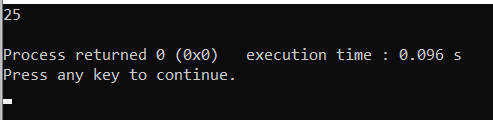 25
Process returned 0 (0x0)   execution time : 0.096 s
Press any key to continue.